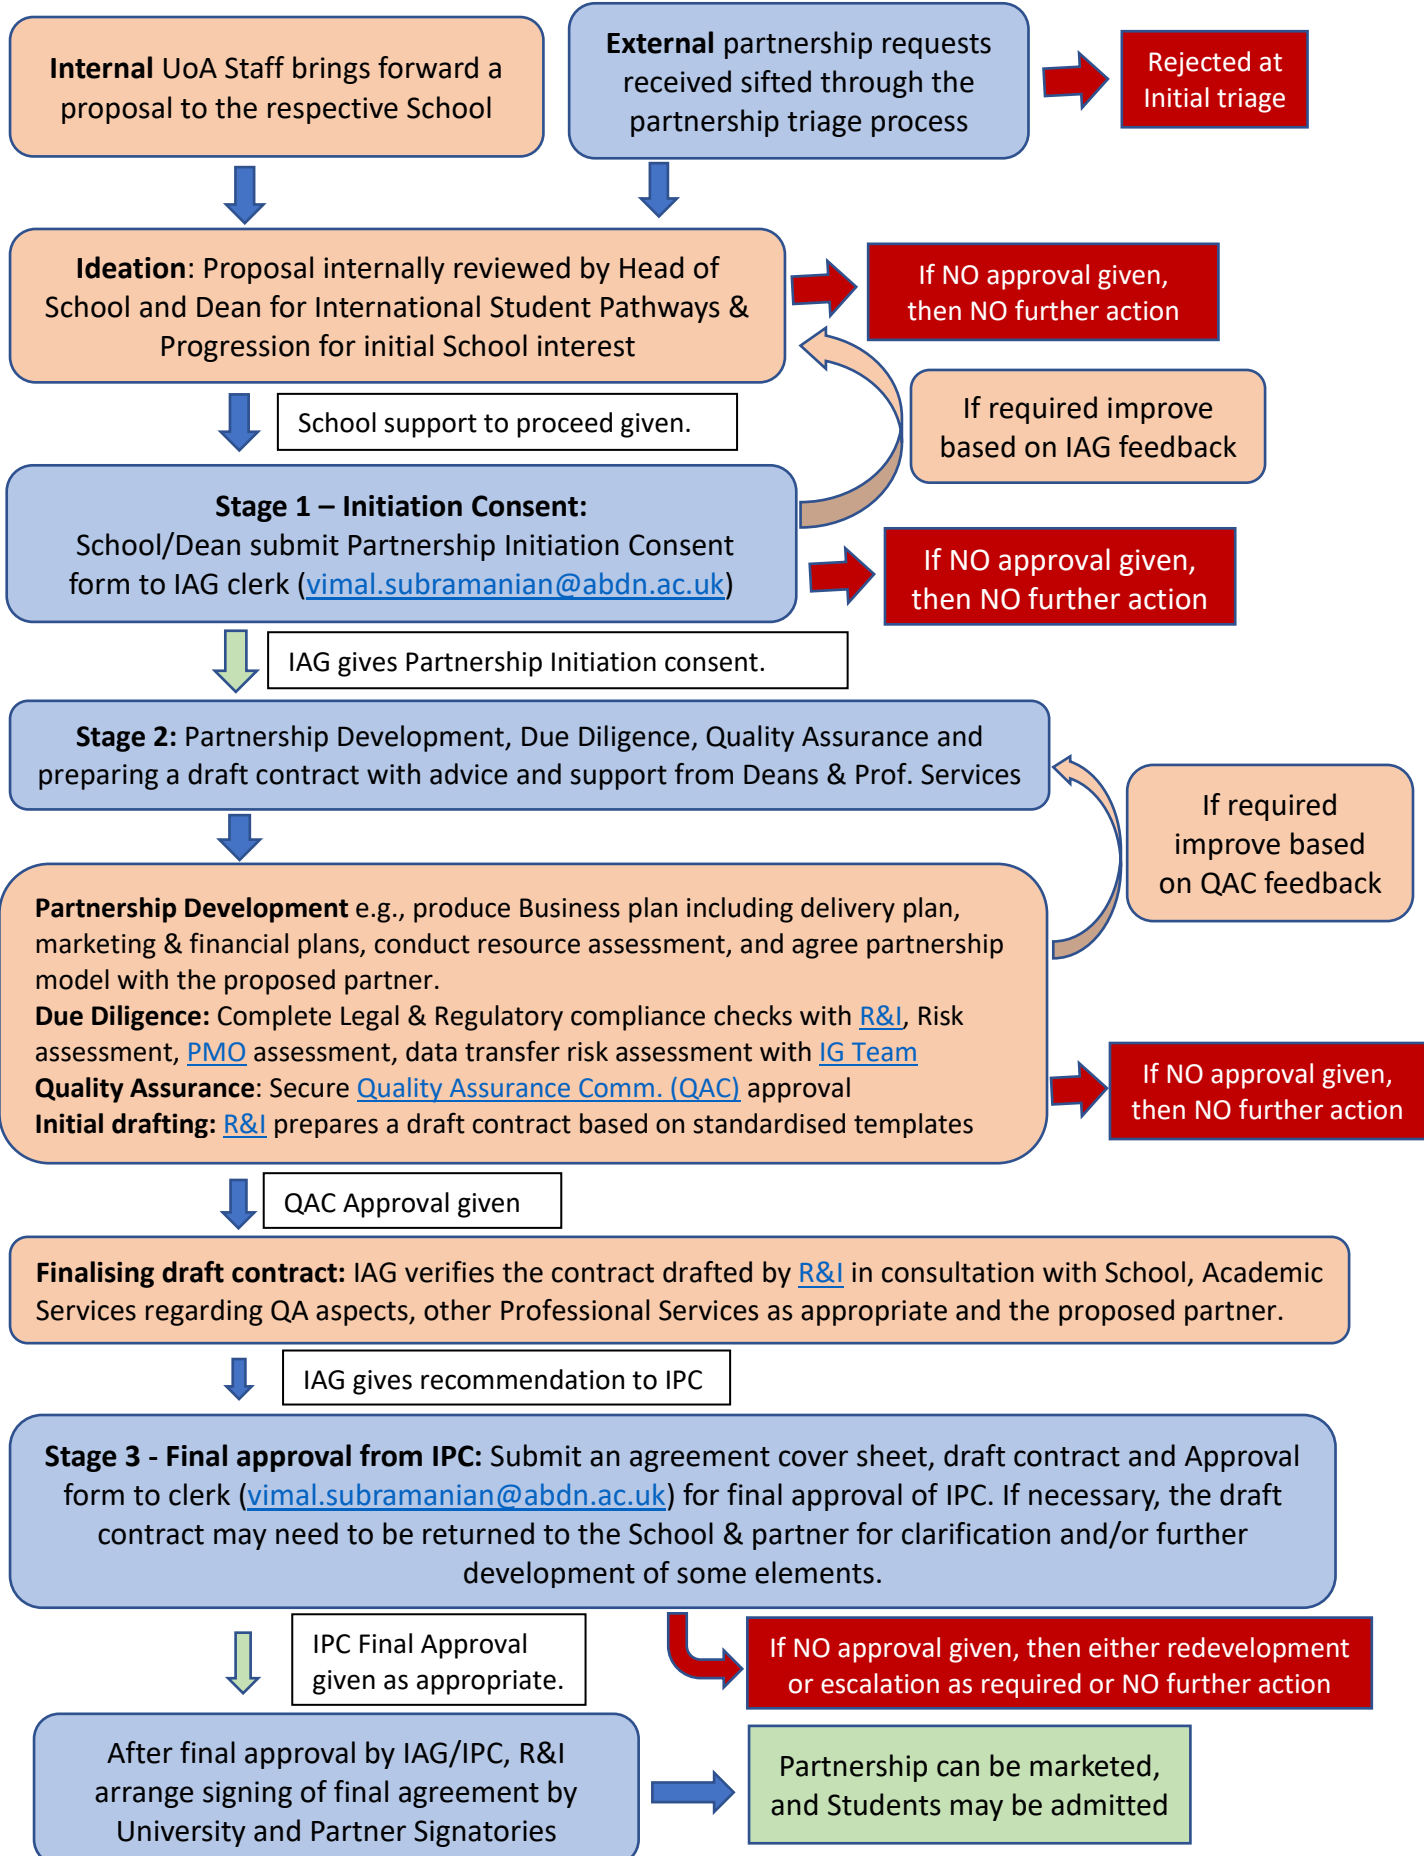 Internal UoA Staff brings forward a
proposal to the respective School
External partnership requests
received sifted through the
partnership triage process
Rejected at
Initial triage
Ideation: Proposal internally reviewed by Head of
School and Dean for International Student Pathways &
Progression for initial School interest
If NO approval given,
then NO further action
School support to proceed given.
If required improve
based on IAG feedback
Stage 1 – Initiation Consent:
School/Dean submit Partnership Initiation Consent
form to IAG clerk (vimal.subramanian@abdn.ac.uk)
If NO approval given,
then NO further action
IAG gives Partnership Initiation consent.
Stage 2: Partnership Development, Due Diligence, Quality Assurance and
preparing a draft contract with advice and support from Deans & Prof. Services
If required
improve based
on QAC feedback
Partnership Development e.g., produce Business plan including delivery plan,
marketing & financial plans, conduct resource assessment, and agree partnership
model with the proposed partner.
Due Diligence: Complete Legal & Regulatory compliance checks with R&I, Risk
assessment, PMO assessment, data transfer risk assessment with IG Team
Quality Assurance: Secure Quality Assurance Comm. (QAC) approval
Initial drafting: R&I prepares a draft contract based on standardised templates
If NO approval given,
then NO further action
QAC Approval given
Finalising draft contract: IAG verifies the contract drafted by R&I in consultation with School, Academic
Services regarding QA aspects, other Professional Services as appropriate and the proposed partner.
IAG gives recommendation to IPC
Stage 3 - Final approval from IPC: Submit an agreement cover sheet, draft contract and Approval
form to clerk (vimal.subramanian@abdn.ac.uk) for final approval of IPC. If necessary, the draft
contract may need to be returned to the School & partner for clarification and/or further
development of some elements.
IPC Final Approval
given as appropriate.
If NO approval given, then either redevelopment
or escalation as required or NO further action
After final approval by IAG/IPC, R&I
arrange signing of final agreement by
University and Partner Signatories
Partnership can be marketed,
and Students may be admitted